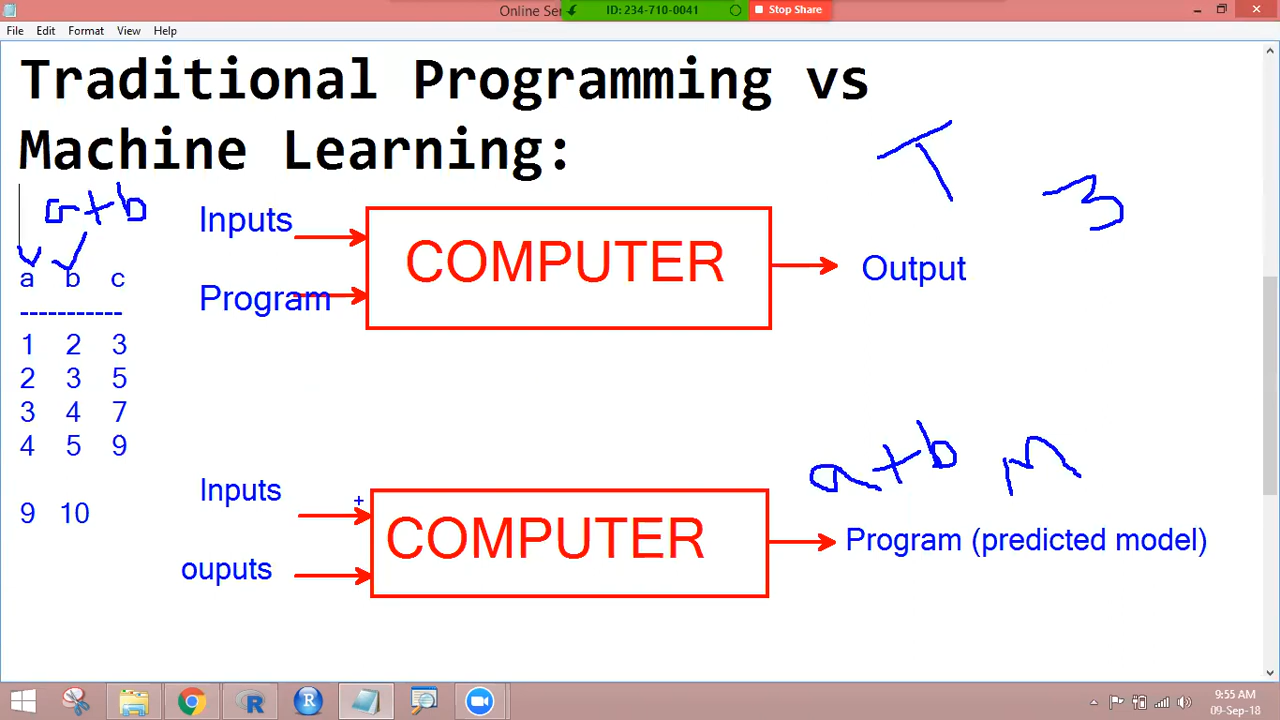 Online Ser
ID: 234-710-0041
Stop Share
File Edit Format View Help
Traditional Programming vs
Machine Learning:
T
3
a+b
Inputs
Program
COMPUTER
Output
a b c
-----------
1 2 3
2 3 5
3 4 7
4 5 9
9 10
a+b M
Inputs
+
ouputs
COMPUTER
Program (predicted model)
9:55 AM
09-Sep-18